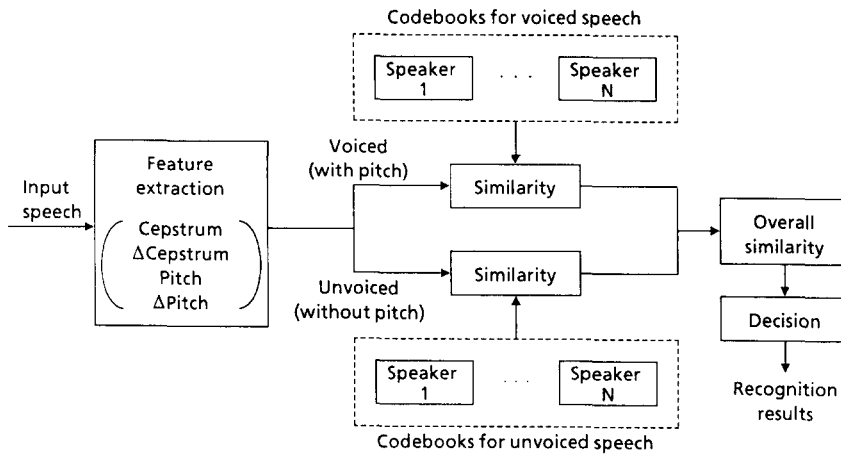 Codebooks for voiced speech
Speaker
1
. . .
Speaker
N
Voiced
(with pitch)
Feature
extraction
Input
speech
Similarity
Cepstrum
ΔCepstrum
Pitch
ΔPitch
Overall
similarity
Similarity
Unvoiced
(without pitch)
Decision
Speaker
1
. . .
Speaker
N
Recognition
results
Codebooks for unvoiced speech